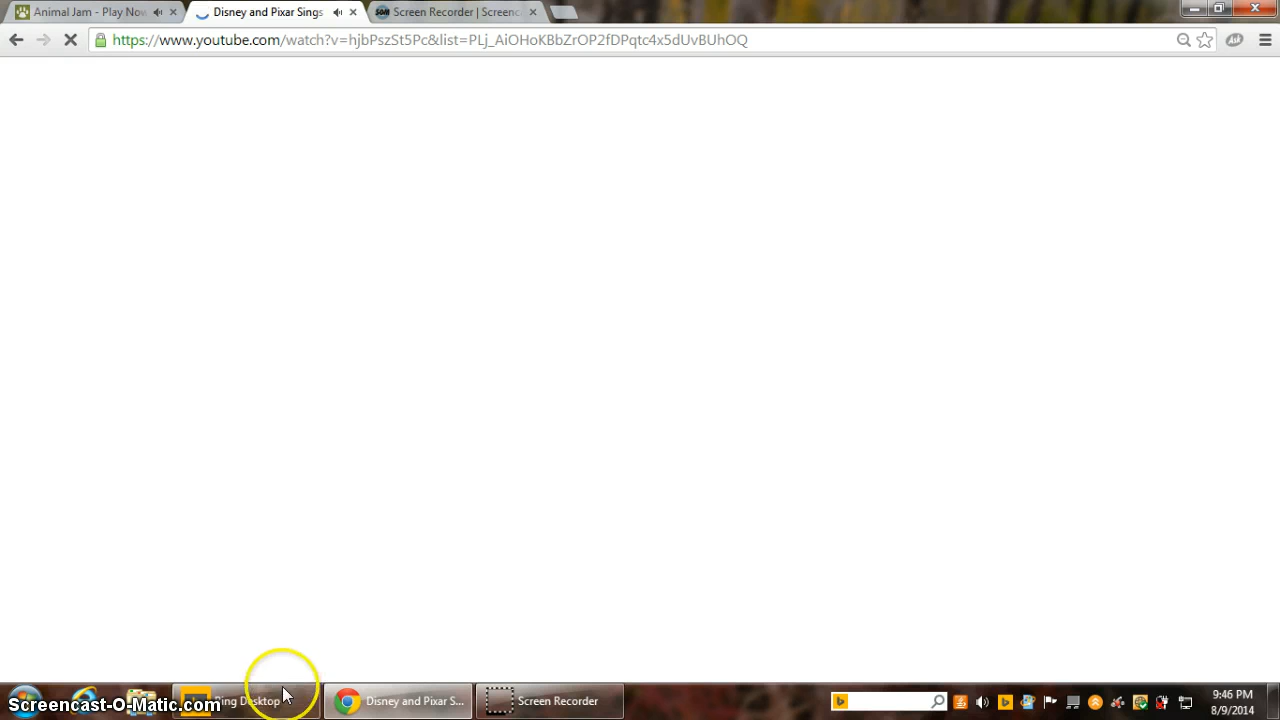 Animal Jam - Play Now
Disney and Pixar Sings
Screen Recorder | Screenc
https://www.youtube.com/watch?v=hjbPszSt5Pc&list=PLj_AiOHoKBbZrOP2fDPqtc4x5dUvBUhOQ
Ask
Bing Desktop
Disney and Pixar S...
Screen Recorder
9:46 PM
8/9/2014
Screencast-O-Matic.com